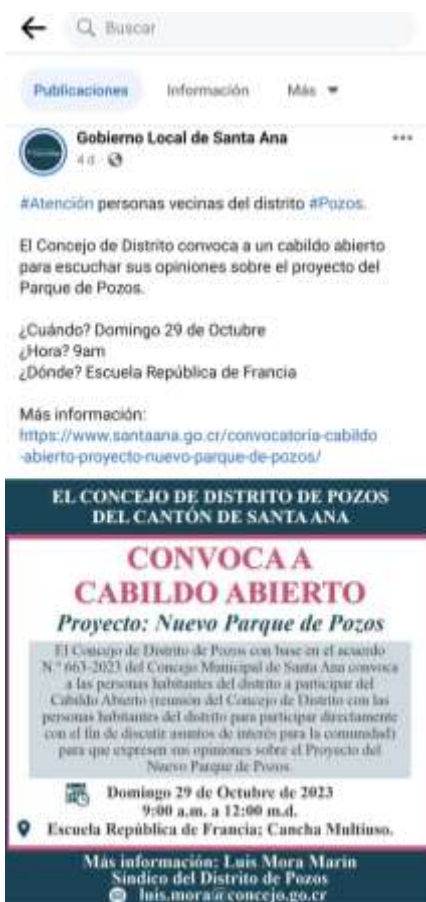 Buscar
Publicaciones Información Más
Gobierno Local de Santa Ana
4 d
#Atención personas vecinas del distrito #Pozos.
El Concejo de Distrito convoca a un cabildo abierto
para escuchar sus opiniones sobre el proyecto del
Parque de Pozos.
¿Cuándo? Domingo 29 de Octubre
¿Hora? 9am
¿Dónde? Escuela República de Francia
Más información:
https://www.santaana.go.cr/convocatoria-cabildo
-abierto-proyecto-nuevo-parque-de-pozos/
EL CONCEJO DE DISTRITO DE POZOS
DEL CANTÓN DE SANTA ANA
CONVOCA A
CABILDO ABIERTO
Proyecto: Nuevo Parque de Pozos
El Concejo de Distrito de Pozos con base en el acuerdo
N.° 663-2023 del Concejo Municipal de Santa Ana convoca
a las personas habitantes del distrito a participar del
Cabildo Abierto (reunión del Concejo de Distrito con las
personas habitantes del distrito para participar directamente
con el fin de discutir asuntos de interés para la comunidad)
para que expresen sus opiniones sobre el Proyecto del
Nuevo Parque de Pozos.
Domingo 29 de Octubre de 2023
9:00 a.m. a 12:00 m.d.
Escuela República de Francia; Cancha Multiuso.
Más información: Luis Mora Marín
Síndico del Distrito de Pozos
luis.mora@concejo.go.cr